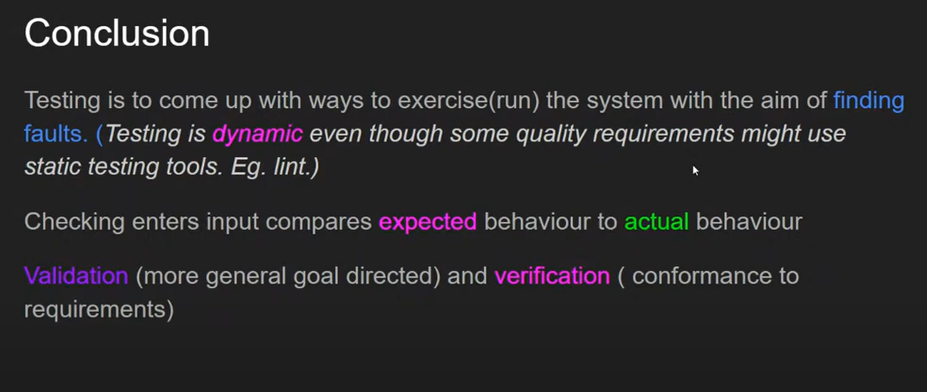 Conclusion
Testing is to come up with ways to exercise(run) the system with the aim of finding
faults. (Testing is dynamic even though some quality requirements might use
static testing tools. Eg. lint.)
Checking enters input compares expected behaviour to actual behaviour
Validation (more general goal directed) and verification ( conformance to
requirements)